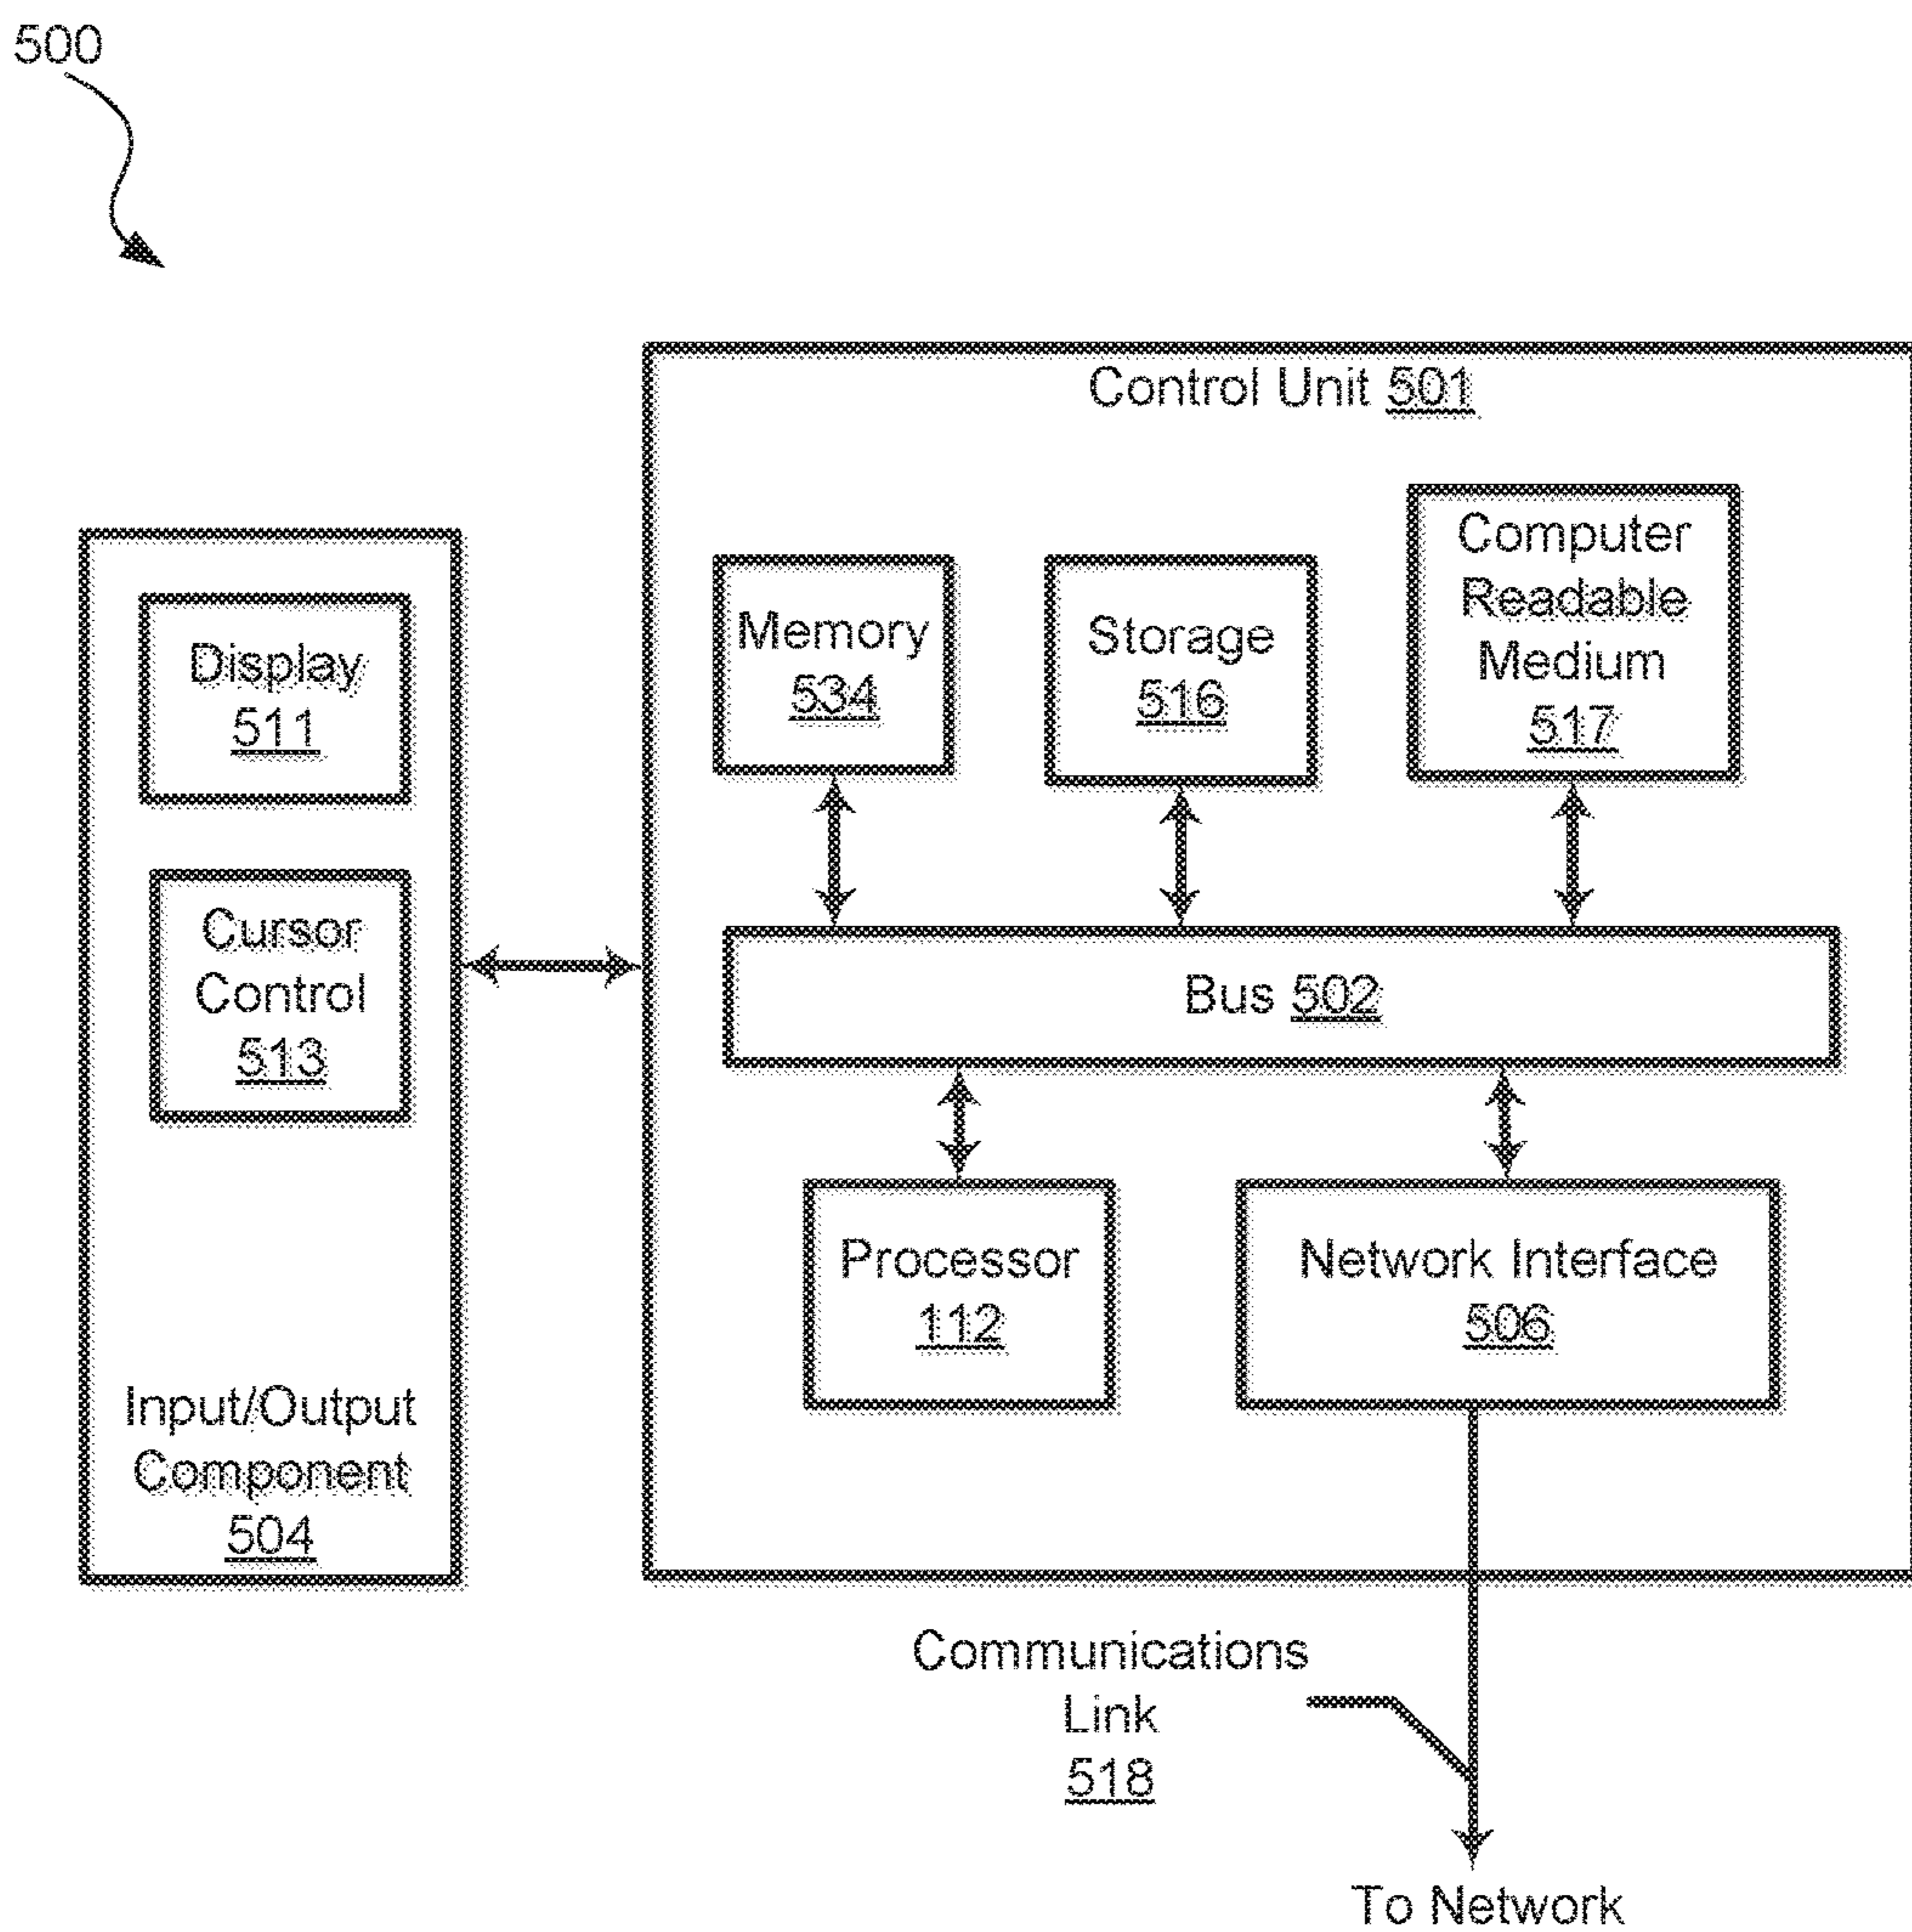 500
Control Unit 501
Memory
534
Storage
516
Computer
Readable
Medium
517
Display
511
Cursor
Control
513
Bus 502
Processor
112
Network Interface
506
Input/Output
Component
504
Communications
Link
518
To Network